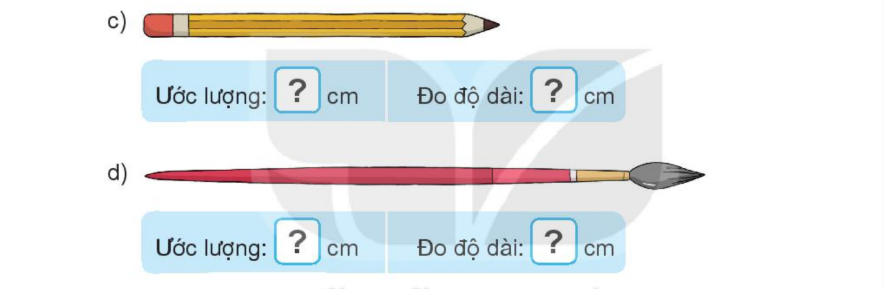 c)
Ước lượng: ? cm Đo độ dài: ? cm
d)
Ước lượng: ? cm Đo độ dài: ? cm